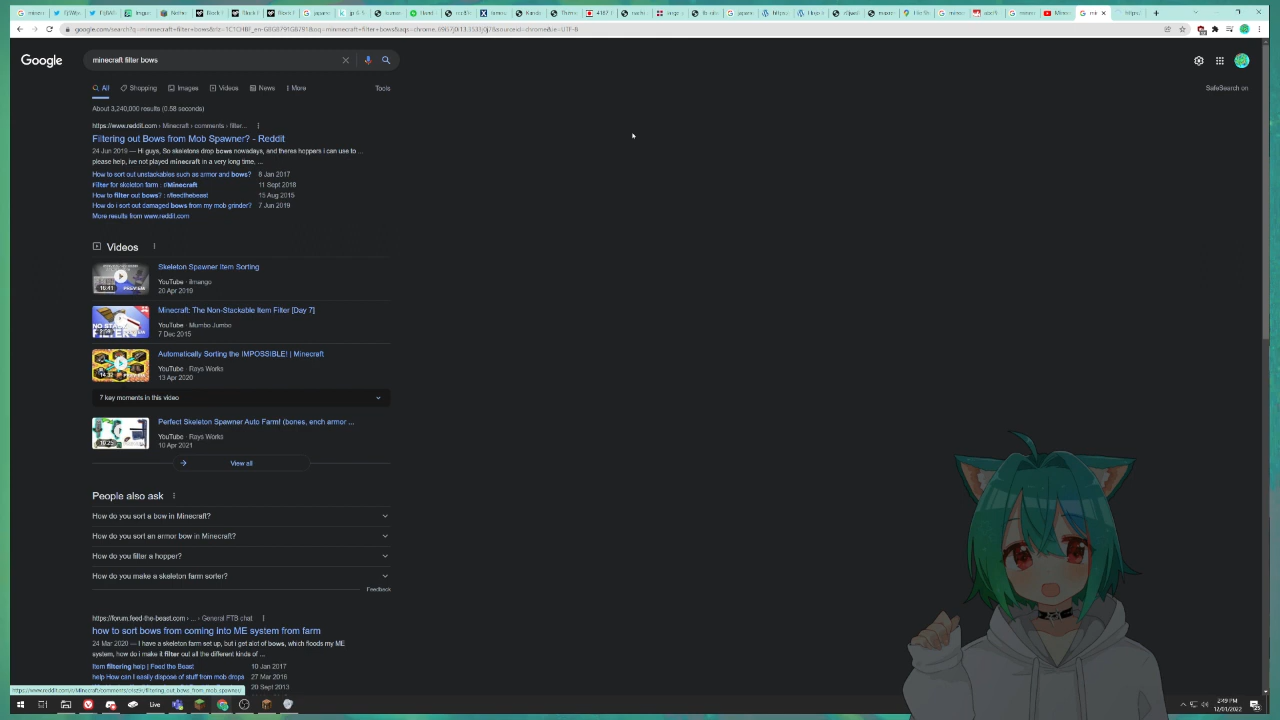 Google
minecraft filter bows
All
Shopping
Images
Videos
News
More
Tools
SafeSearch on
About 3,240,000 results (0.58 seconds)
https://www.reddit.com › Minecraft › comments › filter...
Filtering out Bows from Mob Spawner? - Reddit
24 Jun 2019 — Hi guys, So skeletons drop bows nowadays, and theres hoppers I can use to ...
please help, ive not played minecraft in a very long time. ...
How to sort out unstackables such as armor and bows?
Filter for skeleton farm : r/Minecraft
11 Sept 2018
How to filter out bows? : r/feedthebeast
15 Aug 2015
How do i sort out damaged bows from my mob grinder?
7 Jun 2019
More results from www.reddit.com
Videos
Skeleton Spawner Item Sorting
YouTube · ilmango
20 Apr 2019
Minecraft: The Non-Stackable Item Filter [Day 7]
YouTube · Mumbo Jumbo
7 Dec 2015
Automatically Sorting the IMPOSSIBLE! | Minecraft
YouTube · Rays Works
13 Apr 2020
7 key moments in this video
Perfect Skeleton Spawner Auto Farm! (bones, ench armor ...
YouTube · Rays Works
10 Apr 2021
View all
People also ask
How do you sort a bow in Minecraft?
How do you sort an armor bow in Minecraft?
How do you filter a hopper?
How do you make a skeleton farm sorter?
Feedback
https://forum.feed-the-beast.com › ... › General FTB chat
how to sort bows from coming into ME system from farm
24 Mar 2020 — I have a skeleton farm set up, but i get alot of bows, which floods my ME
system, how do i make it filter out all the different kinds of ...
Item filtering help | Feed the Beast
10 Jan 2017
help How can I easily dispose of stuff from mob drops
27 Mar 2016
20 Sept 2013
Live
2:49 PM
12/01/2022